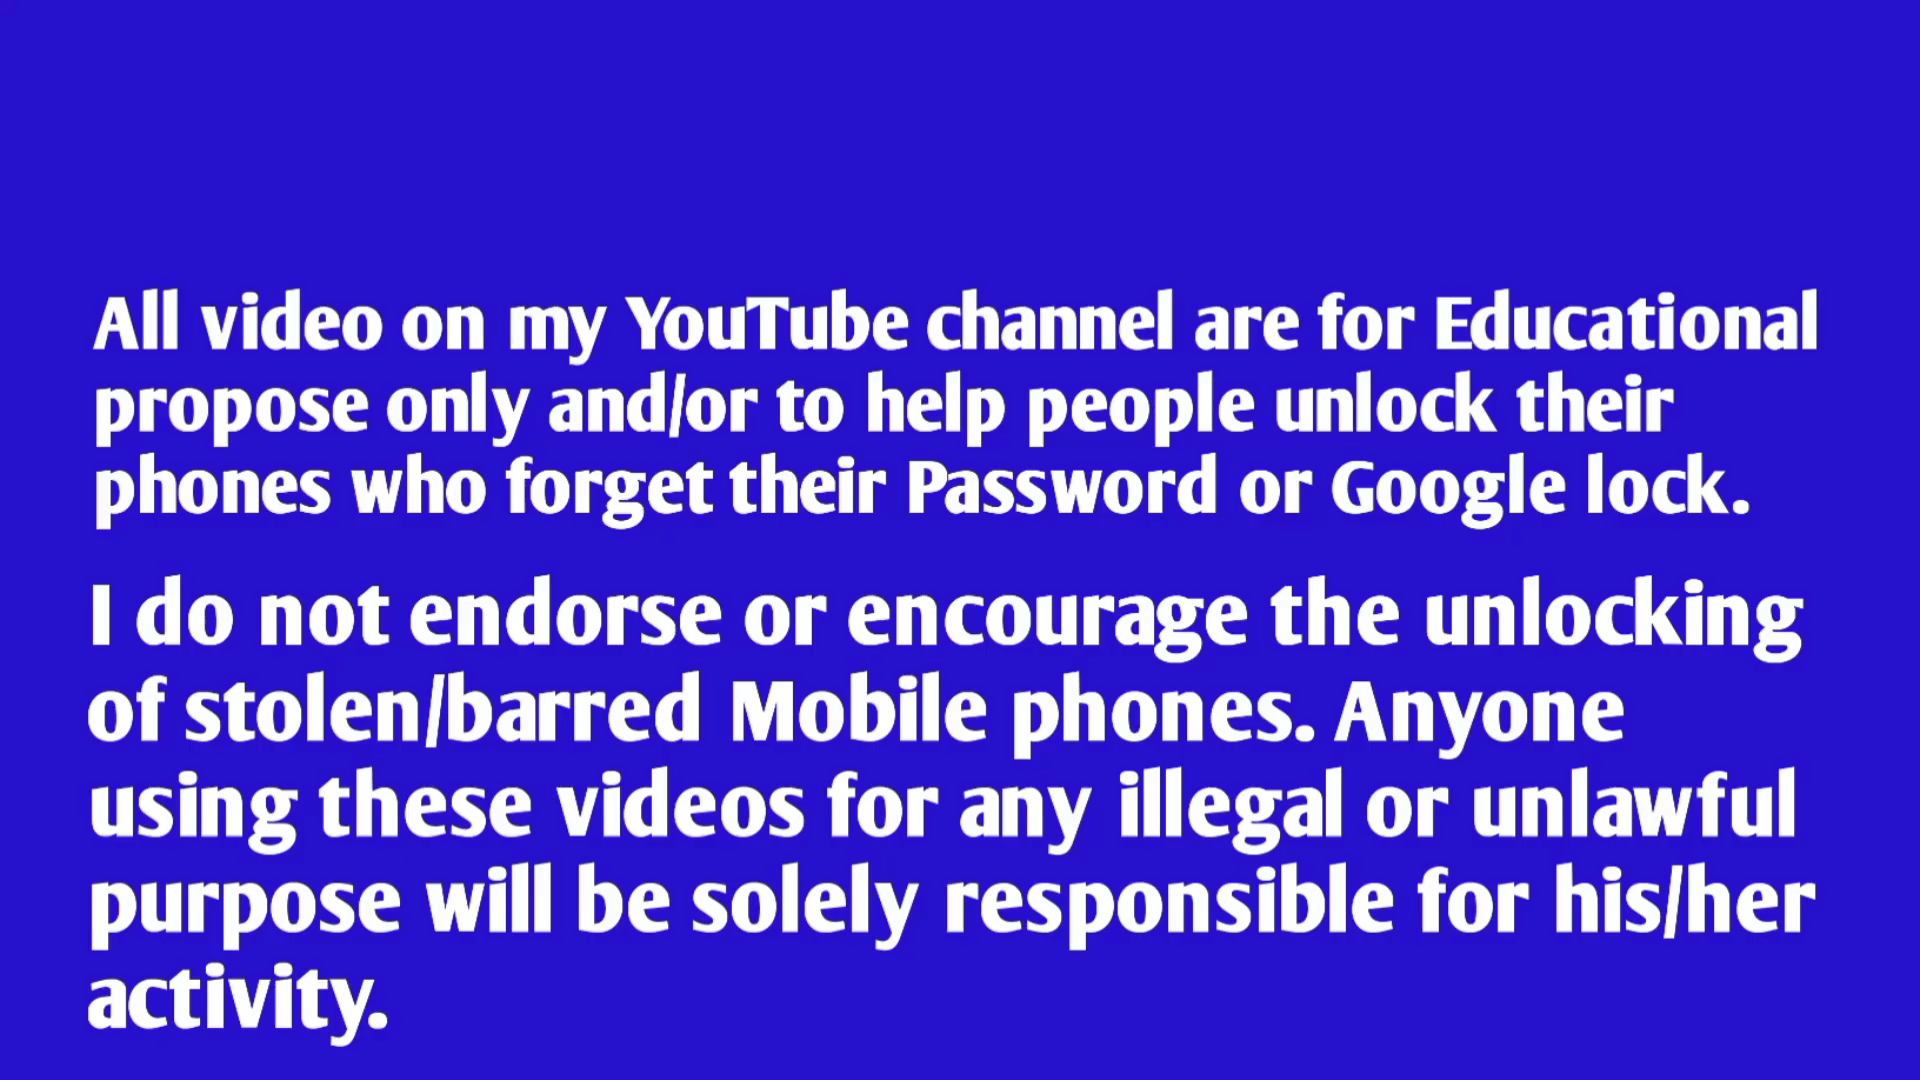 All video on my YouTube channel are for Educational
propose only and/or to help people unlock their
phones who forget their Password or Google lock.
I do not endorse or encourage the unlocking
of stolen/barred Mobile phones. Anyone
using these videos for any illegal or unlawful
purpose will be solely responsible for his/her
activity.